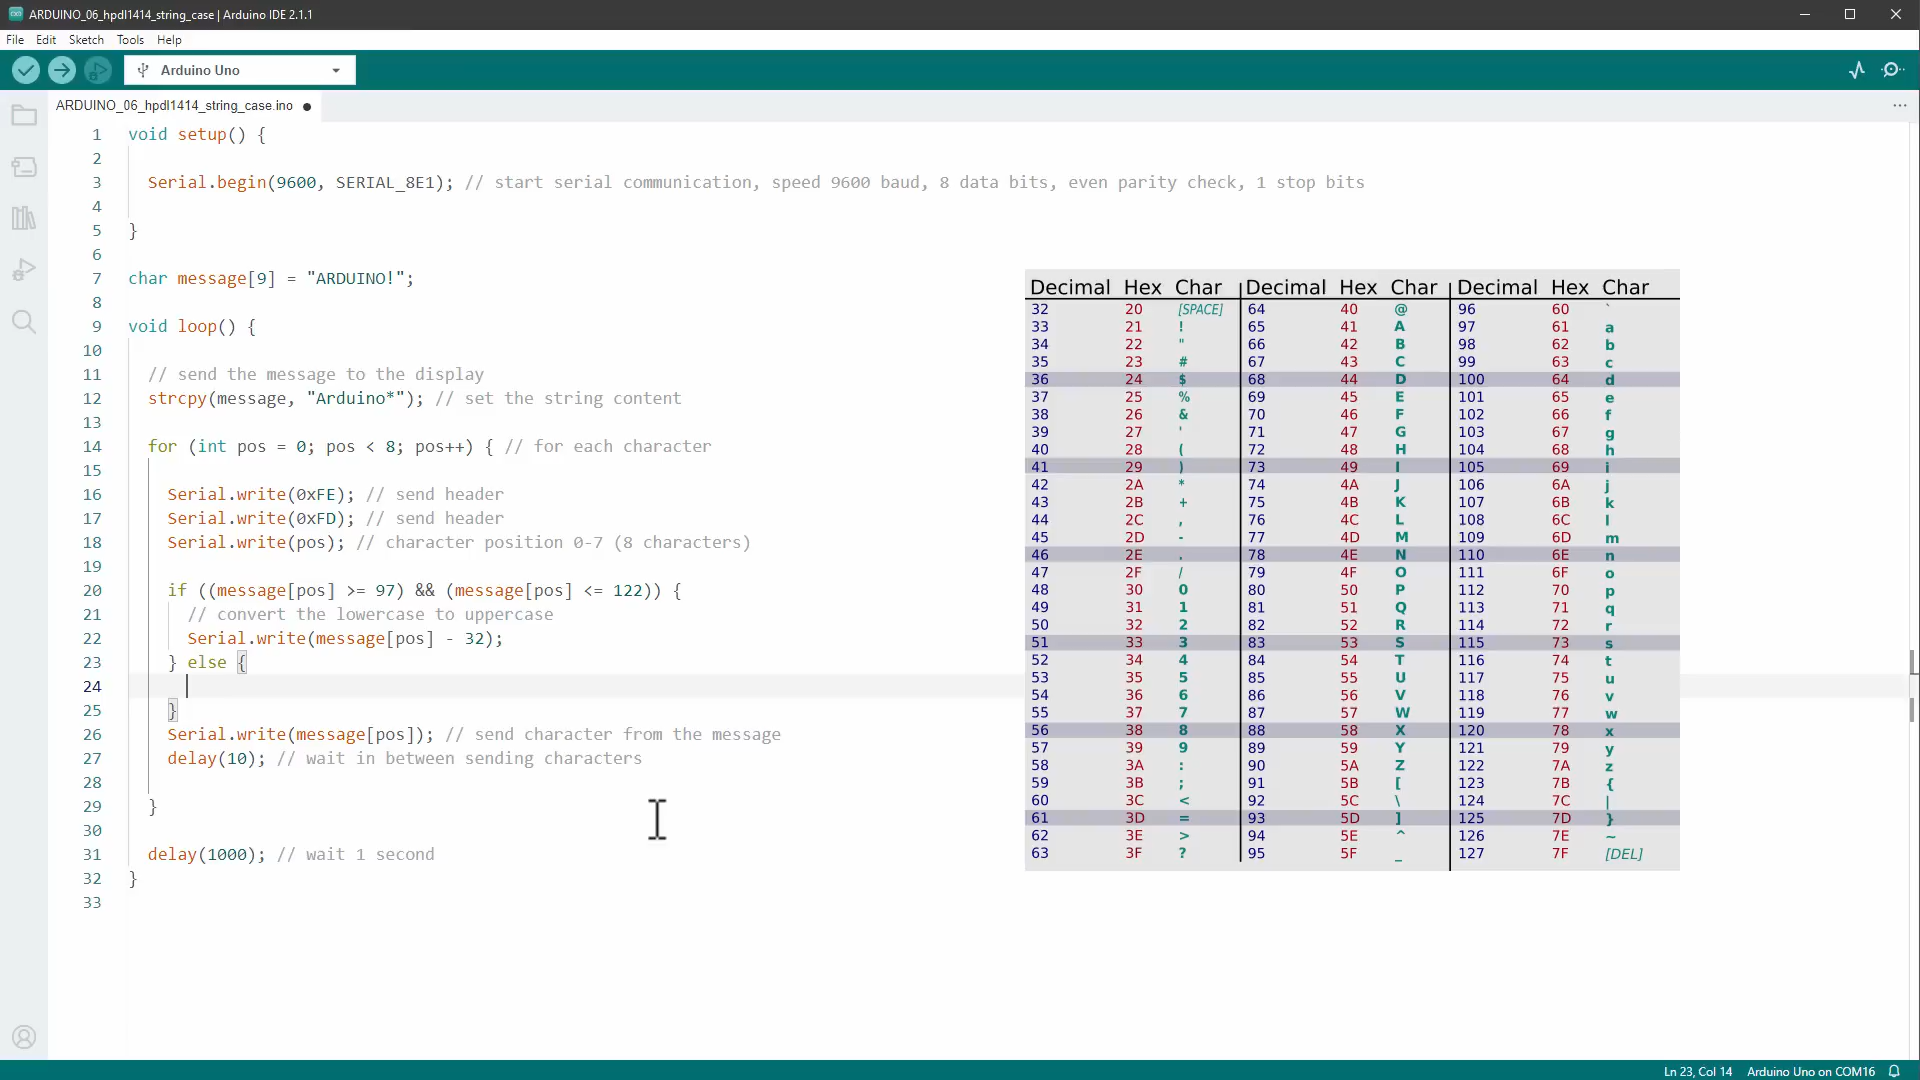 ARDUINO_06_hpdl1414_string_case | Arduino IDE 2.1.1
File Edit Sketch Tools Help
Arduino Uno
ARDUINO_06_hpdl1414_string_case.ino
1 void setup() {
2
3 Serial.begin(9600, SERIAL_8E1); // start serial communication, speed 9600 baud, 8 data bits, even parity check, 1 stop bits
4
5 }
6
7 char message[9] = "ARDUINO!";
8
9 void loop() {
10
11 // send the message to the display
12 strcpy(message, "Arduino*"); // set the string content
13
14 for (int pos = 0; pos < 8; pos++) { // for each character
15
16 Serial.write(0xFE); // send header
17 Serial.write(0xFD); // send header
18 Serial.write(pos); // character position 0-7 (8 characters)
19
20 if ((message[pos] >= 97) && (message[pos] <= 122)) {
21 // convert the lowercase to uppercase
22 Serial.write(message[pos] - 32);
23 } else {
24
25 }
26 Serial.write(message[pos]); // send character from the message
27 delay(10); // wait in between sending characters
28
29 }
30
31 delay(1000); // wait 1 second
32 }
33
Decimal Hex Char Decimal Hex Char Decimal Hex Char
32 20 [SPACE] 64 40 @ 96 60 `
33 21 ! 65 41 A 97 61 a
34 22 " 66 42 B 98 62 b
35 23 # 67 43 C 99 63 c
36 24 $ 68 44 D 100 64 d
37 25 % 69 45 E 101 65 e
38 26 & 70 46 F 102 66 f
39 27 ' 71 47 G 103 67 g
40 28 ( 72 48 H 104 68 h
41 29 ) 73 49 I 105 69 i
42 2A * 74 4A J 106 6A j
43 2B + 75 4B K 107 6B k
44 2C , 76 4C L 108 6C l
45 2D - 77 4D M 109 6D m
46 2E . 78 4E N 110 6E n
47 2F / 79 4F O 111 6F o
48 30 0 80 50 P 112 70 p
49 31 1 81 51 Q 113 71 q
50 32 2 82 52 R 114 72 r
51 33 3 83 53 S 115 73 s
52 34 4 84 54 T 116 74 t
53 35 5 85 55 U 117 75 u
54 36 6 86 56 V 118 76 v
55 37 7 87 57 W 119 77 w
56 38 8 88 58 X 120 78 x
57 39 9 89 59 Y 121 79 y
58 3A : 90 5A Z 122 7A z
59 3B ; 91 5B [ 123 7B {
60 3C < 92 5C \ 124 7C |
61 3D = 93 5D ] 125 7D }
62 3E > 94 5E ^ 126 7E ~
63 3F ? 95 5F _ 127 7F [DEL]
Ln 23, Col 14 Arduino Uno on COM16